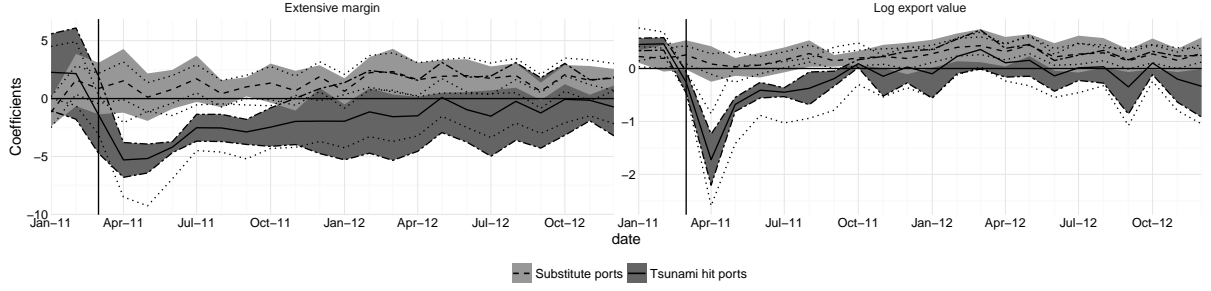 Extensive margin
Log export value
Coefficients
5
0
−5
−10
1
0
−1
−2
Jan−11 Apr−11 Jul−11 Oct−11 Jan−12 Apr−12 Jul−12 Oct−12
Jan−11 Apr−11 Jul−11 Oct−11 Jan−12 Apr−12 Jul−12 Oct−12
date
Substitute ports Tsunami hit ports